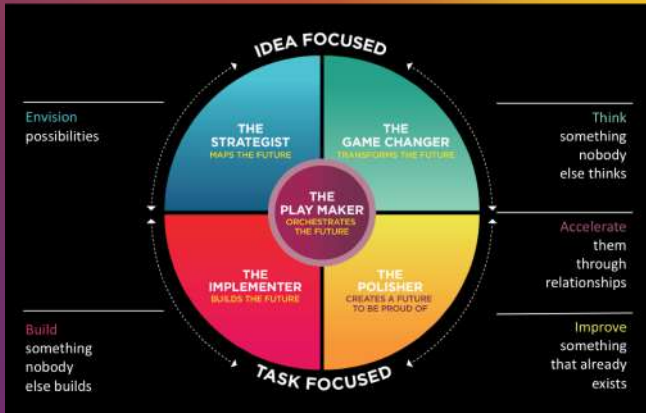 IDEA FOCUSED
Envision
possibilities
THE
STRATEGIST
MAPS THE FUTURE
THE
GAME CHANGER
TRANSFORMS THE FUTURE
Think
something
nobody
else thinks
THE
PLAY MAKER
ORCHESTRATES
THE FUTURE
Accelerate
them
through
relationships
THE
IMPLEMENTER
BUILDS THE FUTURE
THE
POLISHER
CREATES A FUTURE
TO BE PROUD OF
Build
something
nobody
else builds
Improve
something
that already
exists
TASK FOCUSED